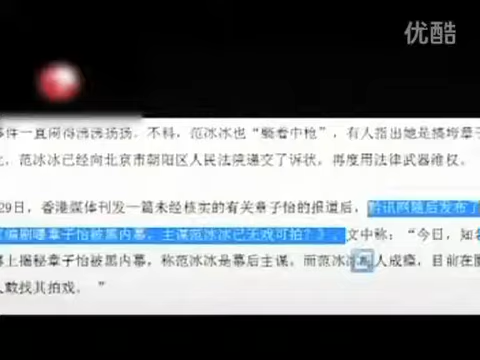 优酷
事件一直闹得沸沸扬扬。不料，范冰冰也“躺着中枪”，有人指出她是搞垮章子
此，范冰冰已经向北京市朝阳区人民法院递交了诉状，再度用法律武器维权。
29日，香港媒体刊发一篇未经核实的有关章子怡的报道后，黔讯网随后发布了
编剧曝章子怡被黑内幕，主谋范冰冰已无戏可拍？》，文中称：“今日，知名
博上揭秘章子怡被黑内幕，称范冰冰是幕后主谋，而范冰冰 人成瘾，目前在圈
人敢找其拍戏。”